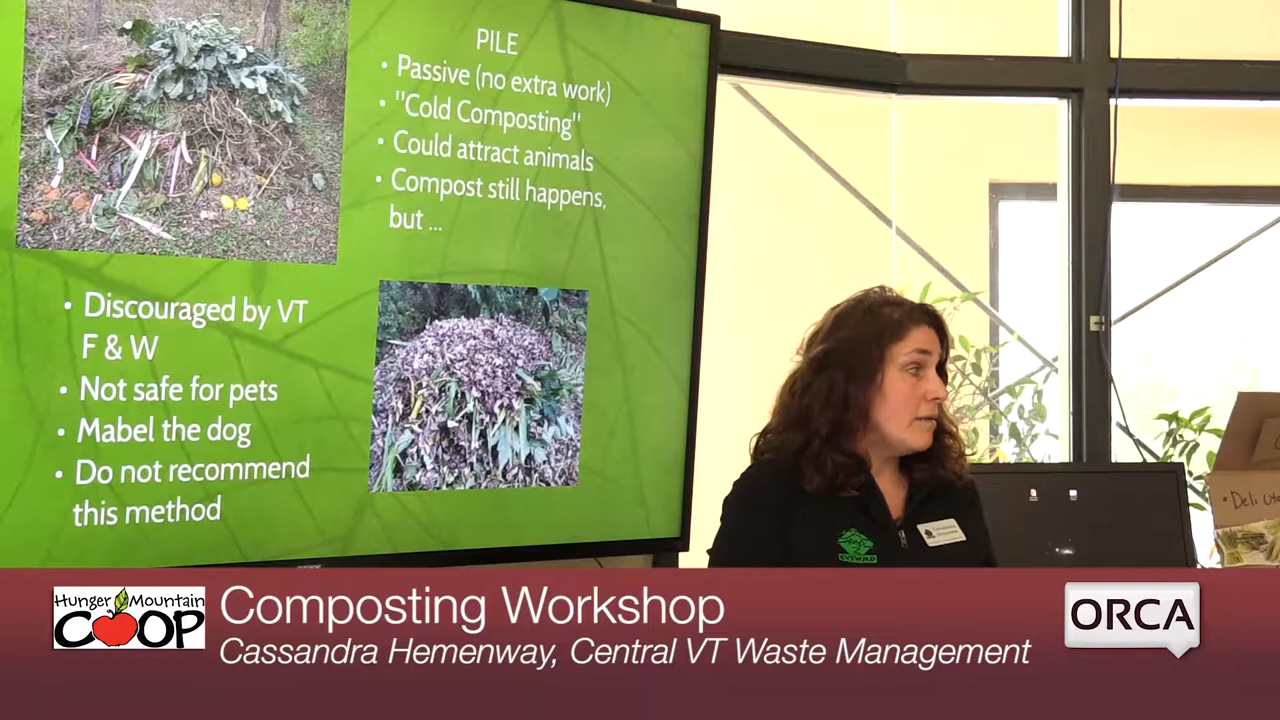 PILE
• Passive (no extra work)
• "Cold Composting"
• Could attract animals
• Compost still happens,
but ...
• Discouraged by VT
F & W
• Not safe for pets
• Mabel the dog
• Do not recommend
this method
CVSWMD
• Deli
Hunger Mountain
COOP
Composting Workshop
Cassandra Hemenway, Central VT Waste Management
ORCA